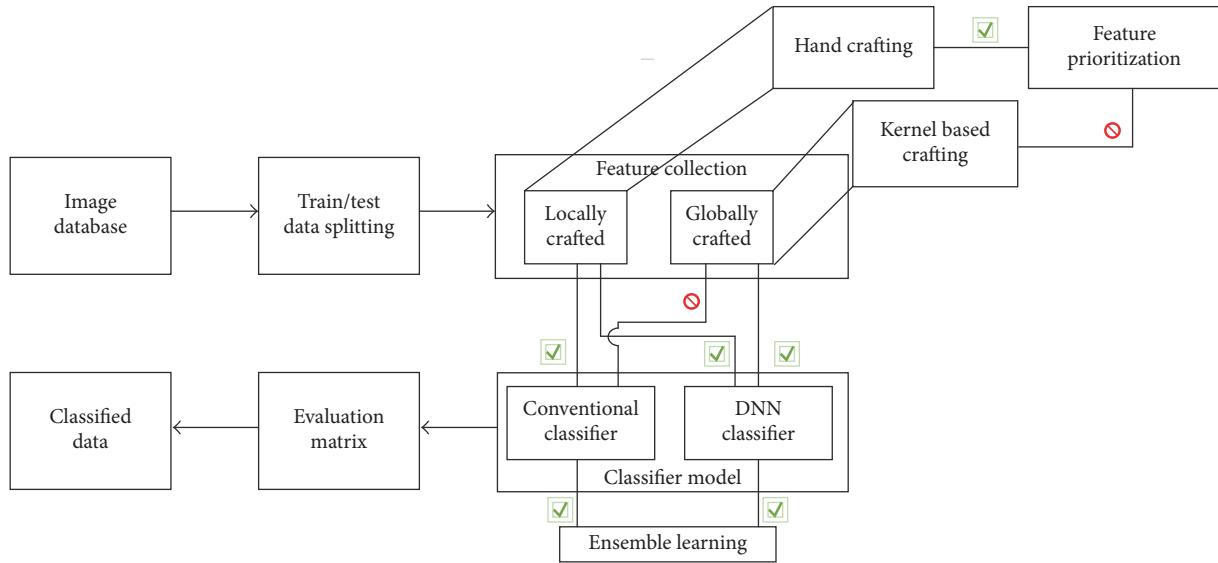 Hand crafting
Feature
prioritization
Kernel based
crafting
Feature collection
Image
database
Train/test
data splitting
Locally
crafted
Globally
crafted
Classified
data
Evaluation
matrix
Conventional
classifier
DNN
classifier
Classifier model
Ensemble learning